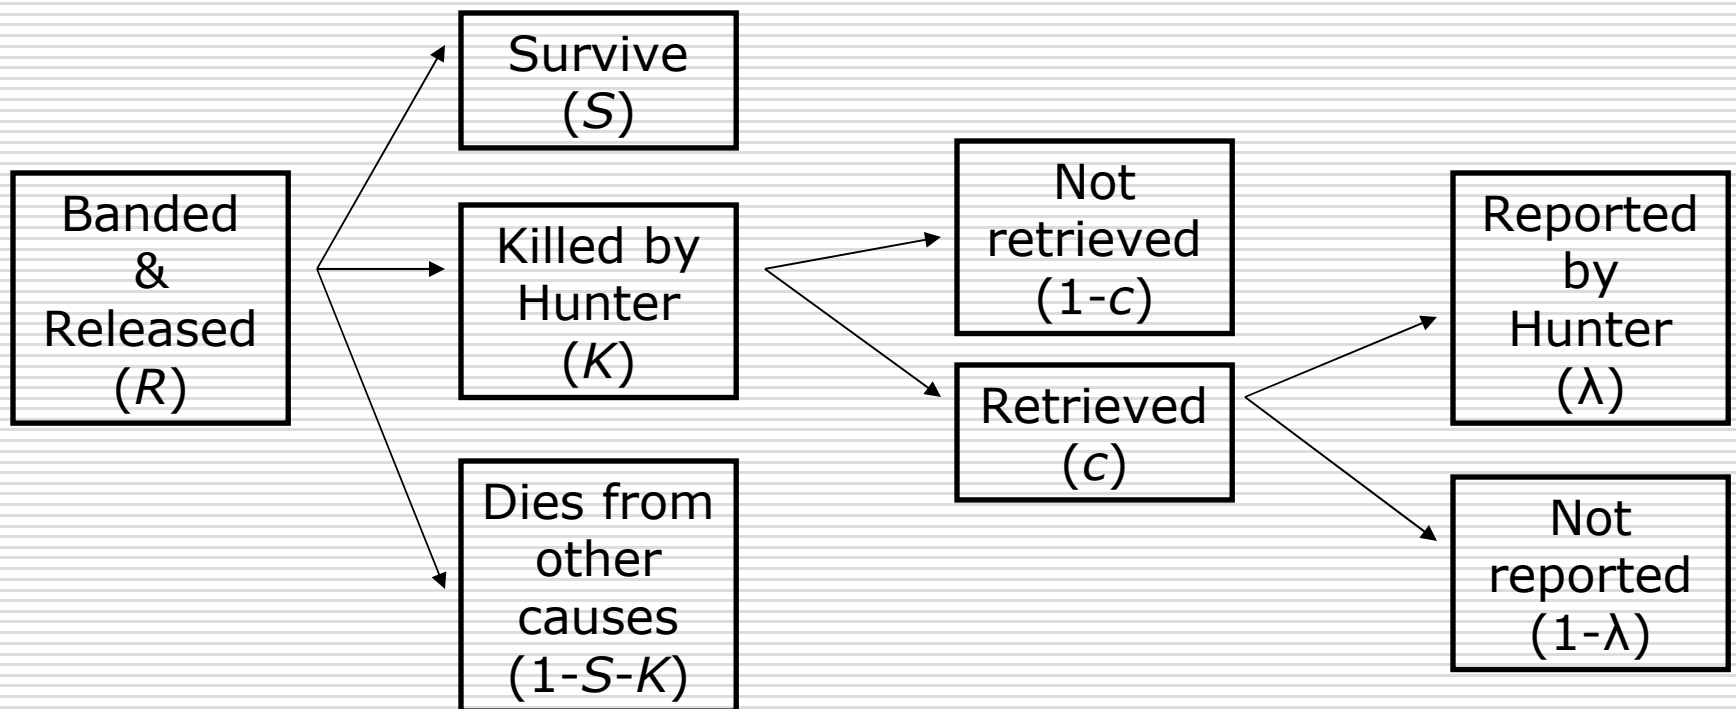 Banded
&
Released
(R)
Survive
(S)
Killed by
Hunter
(K)
Dies from
other
causes
(1-S-K)
Not
retrieved
(1-c)
Retrieved
(c)
Reported
by
Hunter
(λ)
Not
reported
(1-λ)